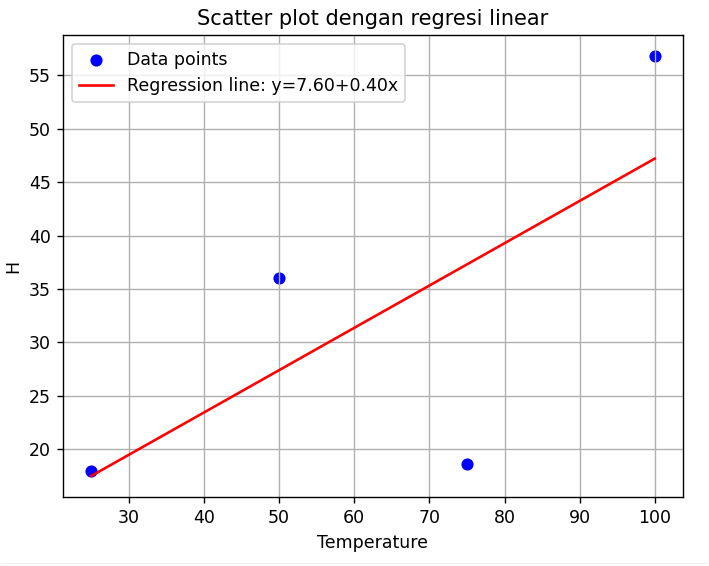 Scatter plot dengan regresi linear
Data points
Regression line: y=7.60+0.40x
55
50
45
40
35
30
25
20
H
30 40 50 60 70 80 90 100
Temperature